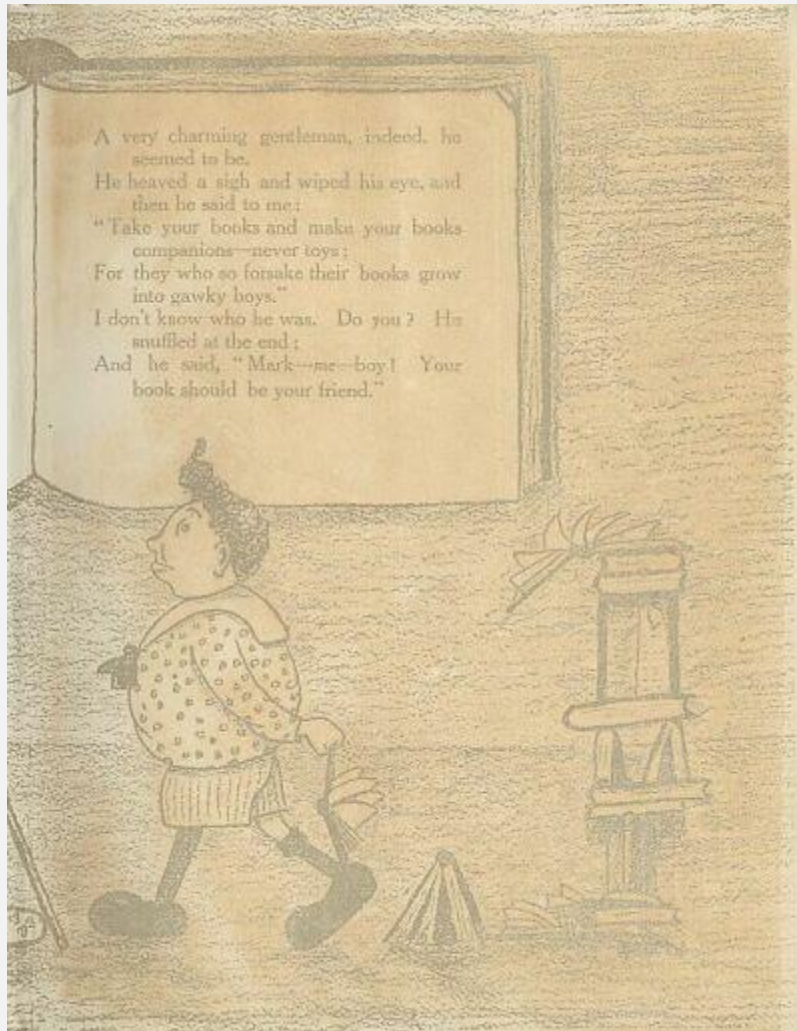 A very charming gentleman, indeed, he
seemed to be.
He heaved a sigh and wiped his eye, and
then he said to me:
"Take your books and make your books
companions—never toys;
For they who so forsake their books grow
into gawky boys."
I don't know who he was. Do you? He
snuffled at the end;
And he said, "Mark—me—boy! Your
book should be your friend."